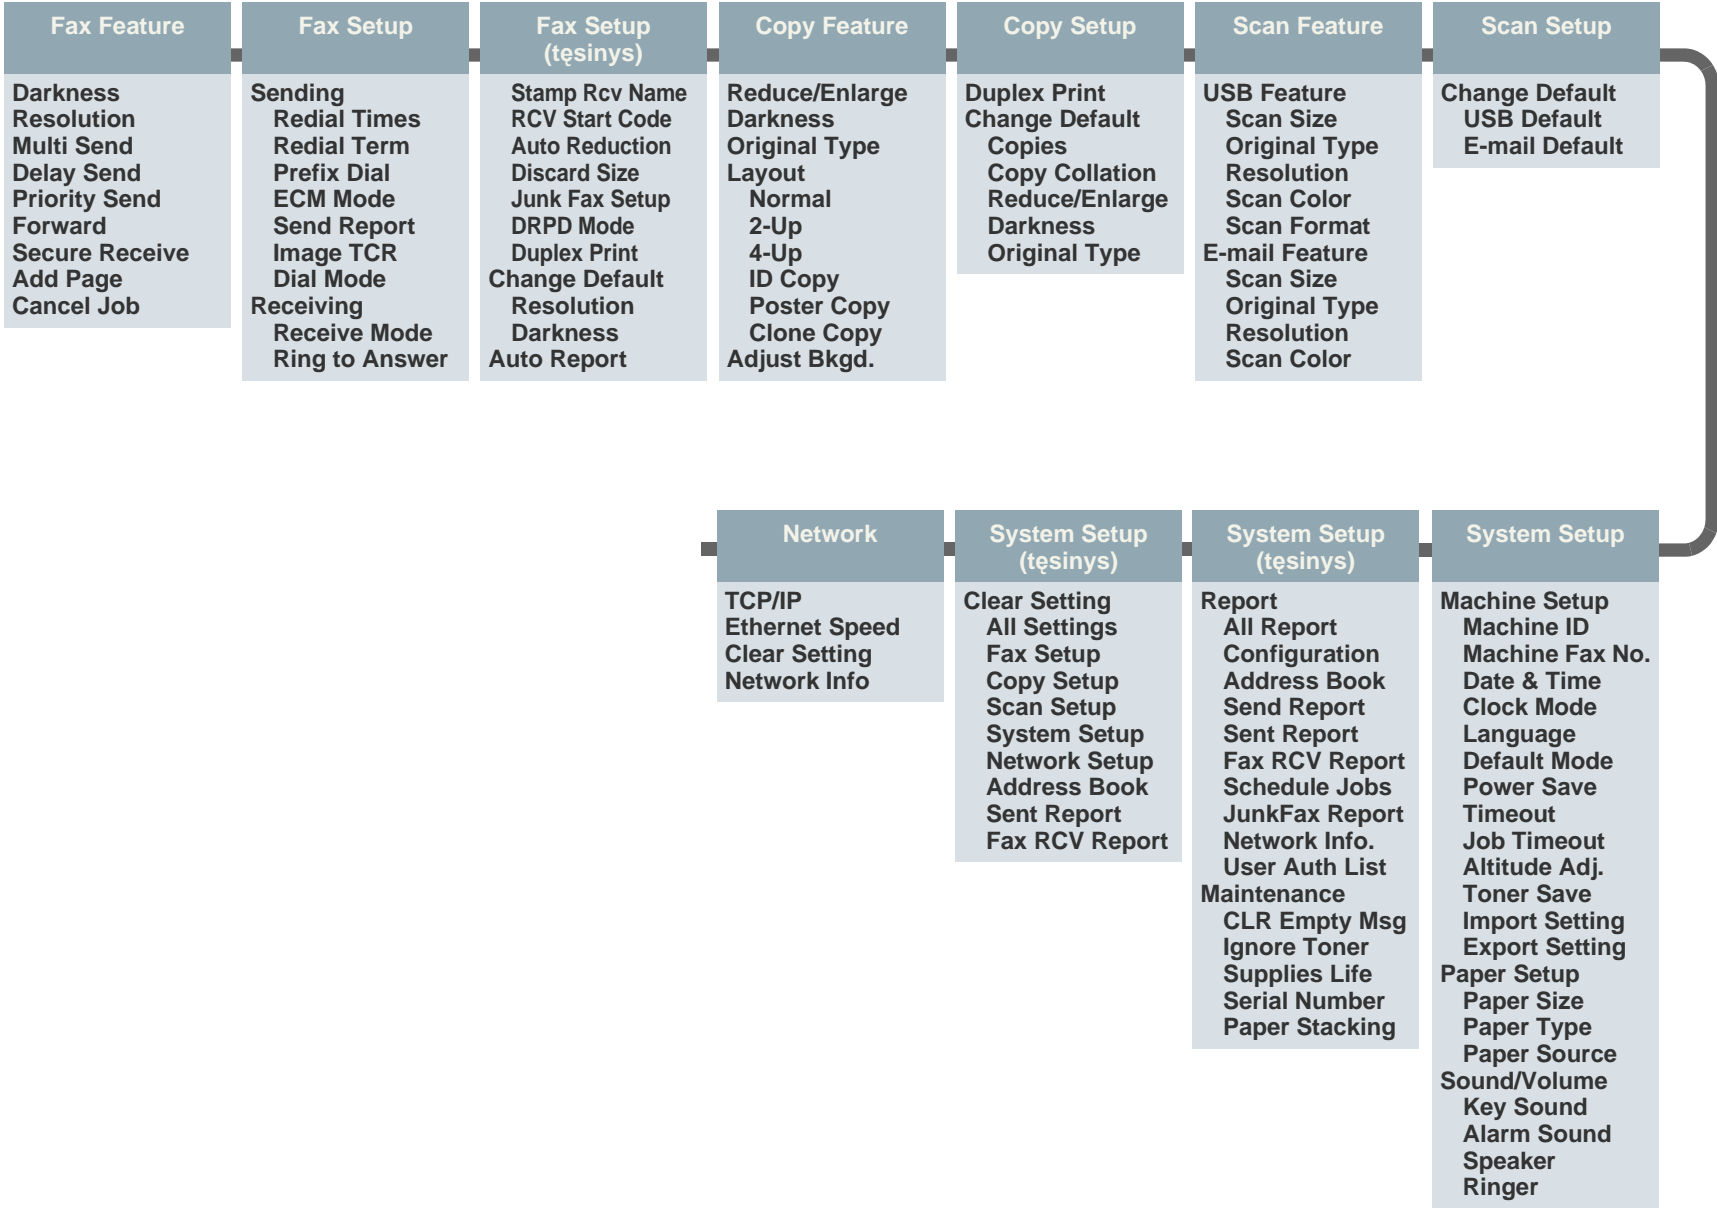 Fax Feature
Darkness
Resolution
Multi Send
Delay Send
Priority Send
Forward
Secure Receive
Add Page
Cancel Job
Fax Setup
Sending
Redial Times
Redial Term
Prefix Dial
ECM Mode
Send Report
Image TCR
Dial Mode
Receiving
Receive Mode
Ring to Answer
Fax Setup
(tęsinys)
Stamp Rcv Name
RCV Start Code
Auto Reduction
Discard Size
Junk Fax Setup
DRPD Mode
Duplex Print
Change Default
Resolution
Darkness
Auto Report
Copy Feature
Reduce/Enlarge
Darkness
Original Type
Layout
Normal
2-Up
4-Up
ID Copy
Poster Copy
Clone Copy
Adjust Bkgd.
Copy Setup
Duplex Print
Change Default
Copies
Copy Collation
Reduce/Enlarge
Darkness
Original Type
Scan Feature
USB Feature
Scan Size
Original Type
Resolution
Scan Color
Scan Format
E-mail Feature
Scan Size
Original Type
Resolution
Scan Color
Scan Setup
Change Default
USB Default
E-mail Default
Network
TCP/IP
Ethernet Speed
Clear Setting
Network Info
System Setup
(tęsinys)
Clear Setting
All Settings
Fax Setup
Copy Setup
Scan Setup
System Setup
Network Setup
Address Book
Sent Report
Fax RCV Report
System Setup
(tęsinys)
Report
All Report
Configuration
Address Book
Send Report
Sent Report
Fax RCV Report
Schedule Jobs
JunkFax Report
Network Info.
User Auth List
Maintenance
CLR Empty Msg
Ignore Toner
Supplies Life
Serial Number
Paper Stacking
System Setup
Machine Setup
Machine ID
Machine Fax No.
Date & Time
Clock Mode
Language
Default Mode
Power Save
Timeout
Job Timeout
Altitude Adj.
Toner Save
Import Setting
Export Setting
Paper Setup
Paper Size
Paper Type
Paper Source
Sound/Volume
Key Sound
Alarm Sound
Speaker
Ringer